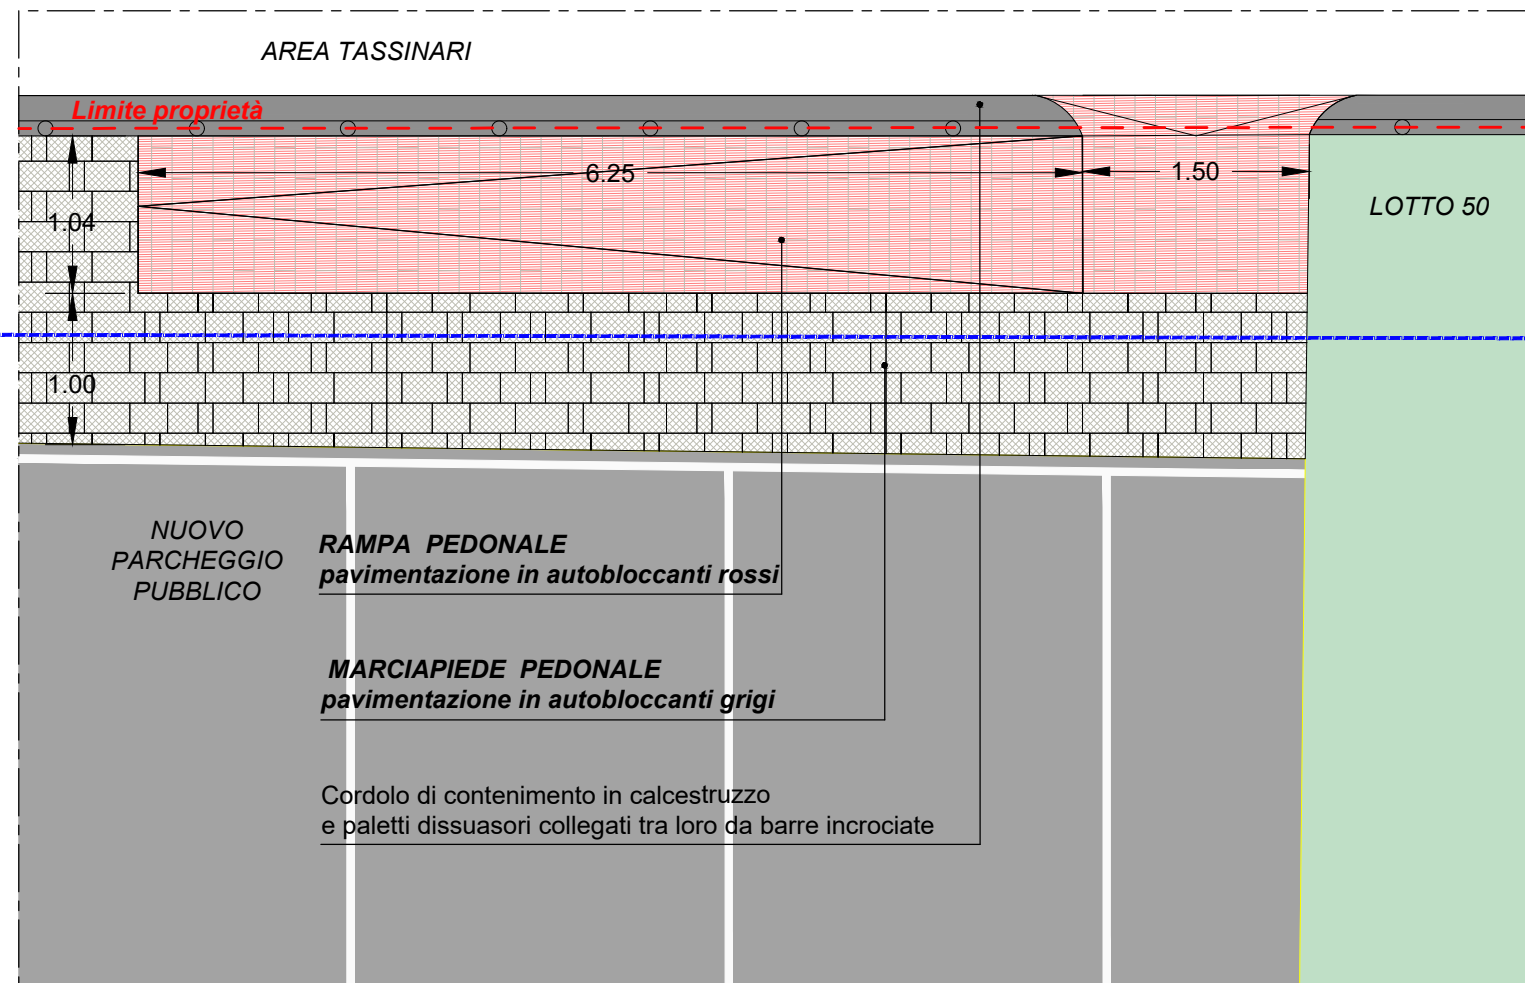 AREA TASSINARI
Limite proprietà
6.25
1.50
1.04
LOTTO 50
1.00
NUOVO
PARCHEGGIO
PUBBLICO
RAMPA PEDONALE
pavimentazione in autobloccanti rossi
MARCIAPIEDE PEDONALE
pavimentazione in autobloccanti grigi
Cordolo di contenimento in calcestruzzo
e paletti dissuasori collegati tra loro da barre incrociate